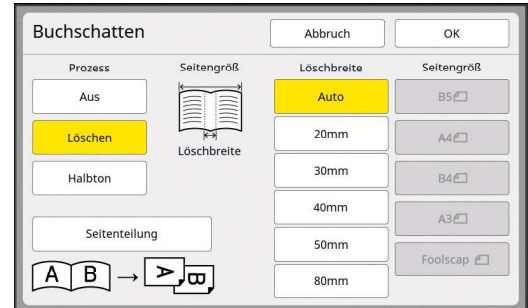 Buchschatten
Abbruch
OK
Prozess
Seitengröß
Löschbreite
Seitengröß
Aus
Löschen
Halbton
Löschbreite
Auto
20mm
30mm
40mm
50mm
80mm
B5
A4
B4
A3
Foolscap
Seitenteilung
A B → A B